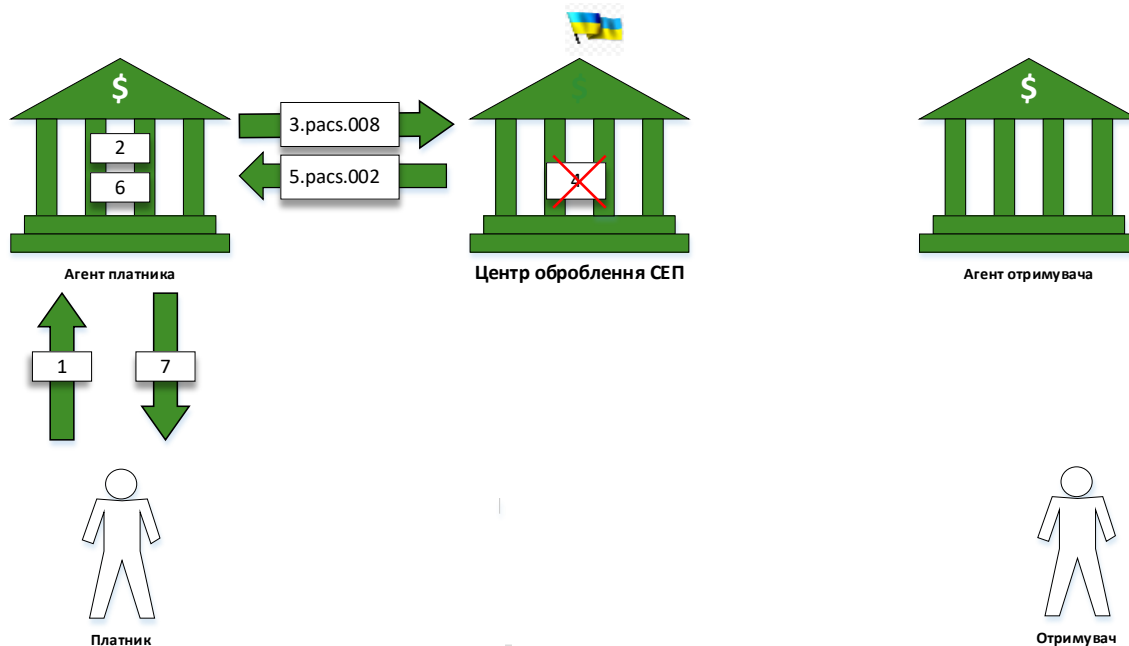 $
$
$
3.pacs.008
2
5.pacs.002
4
6
Агент платника
Центр оброблення СЕП
Агент отримувача
1
7
Платник
Отримувач